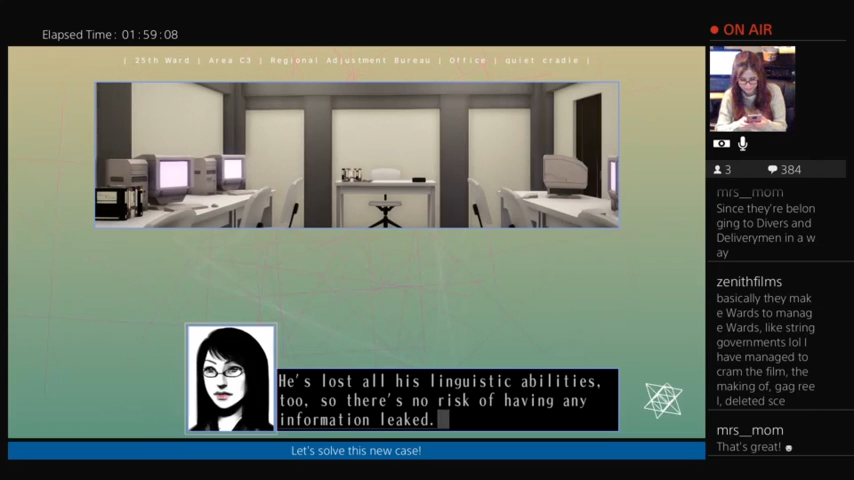 Elapsed Time: 01:59:08
ON AIR
| 25th Ward | Area C3 | Regional Adjustment Bureau | Office | quiet cradle |
3
384
mrs__mom
Since they're belon
ging to Divers and
Deliverymen in a w
ay
zenithfilms
basically they mak
e Wards to manag
e Wards, like string
governments lol I
have managed to
cram the film, the
making of, gag ree
l, deleted sce
mrs__mom
That's great!
He's lost all his linguistic abilities,
too, so there's no risk of having any
information leaked.
Let's solve this new case!